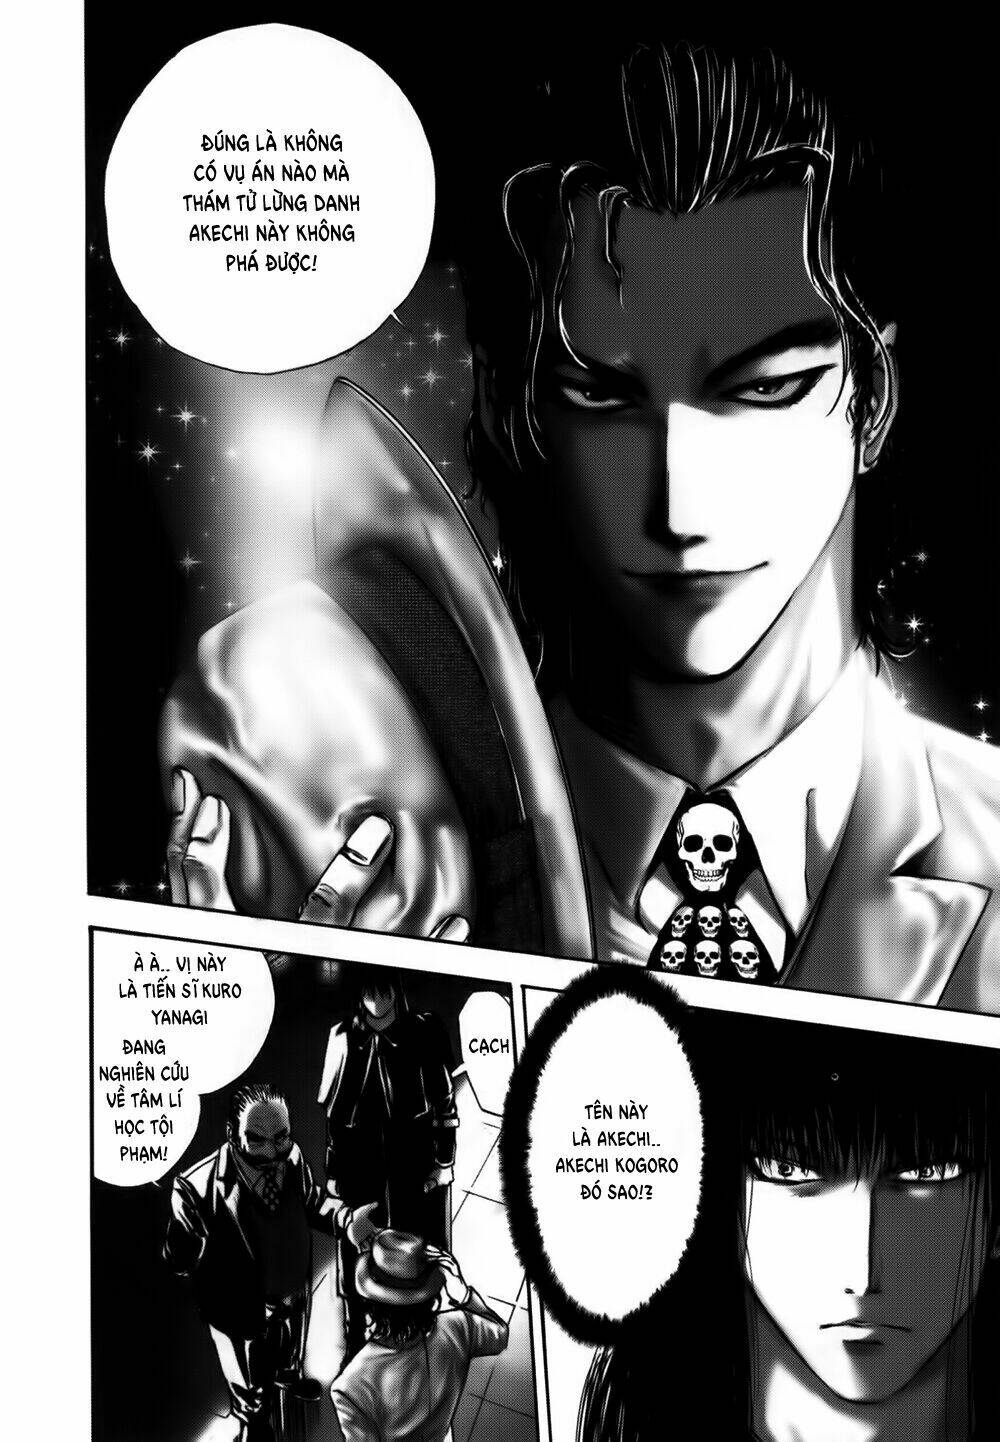 ĐÚNG LÀ KHÔNG
CÓ VỤ ÁN NÀO MÀ
THÁM TỬ LỪNG DANH
AKECHI NÀY KHÔNG
PHÁ ĐƯỢC!
À À.. VỊ NÀY
LÀ TIẾN SĨ KURO
YANAGI
ĐANG
NGHIÊN CỨU
VỀ TÂM LÍ
HỌC TỘI
PHẠM!
CẠCH
TÊN NÀY
LÀ AKECHI..
AKECHI KOGORO
ĐÓ SAO!?